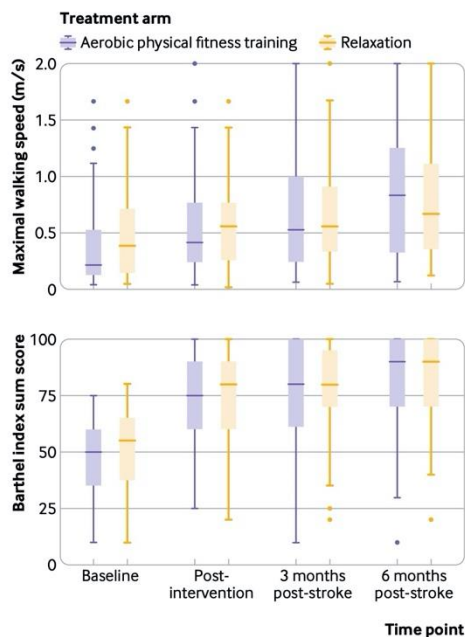 Treatment arm
Aerobic physical fitness training Relaxation
Maximal walking speed (m/s)
2.0
1.5
1.0
0.5
0
Barthel index sum score
100
75
50
25
0
Baseline Post-intervention 3 months post-stroke 6 months post-stroke
Time point